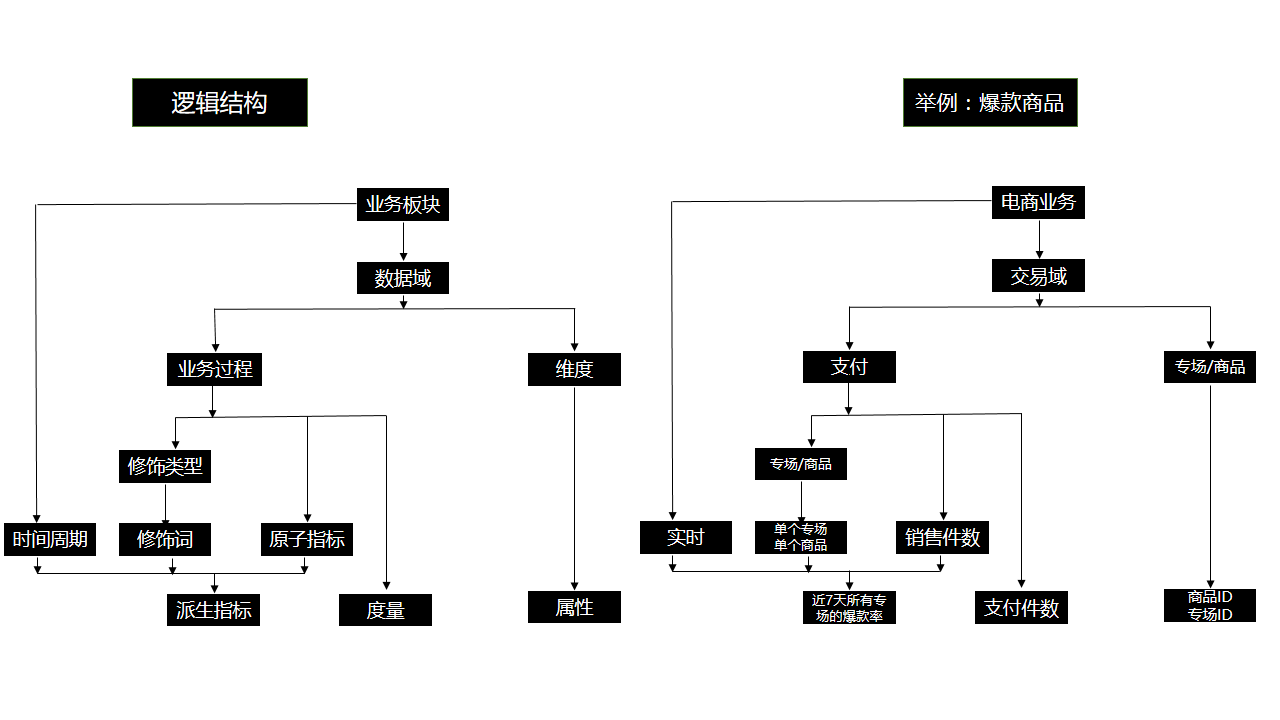 逻辑结构
举例：爆款商品
业务板块
数据域
业务过程
维度
修饰类型
时间周期
修饰词
原子指标
派生指标
度量
属性
电商业务
交易域
支付
专场/商品
专场/商品
实时
单个专场
单个商品
销售件数
近7天所有专
场的爆款率
支付件数
商品ID
专场ID